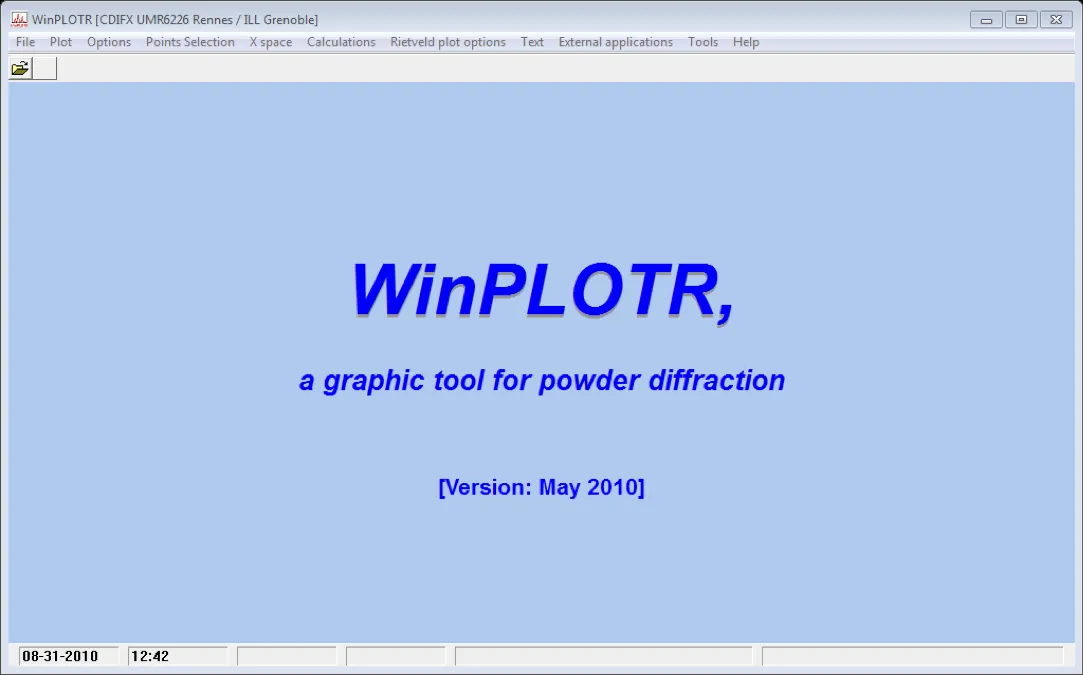 WinPLOTR [CDIFX UMR6226 Rennes / ILL Grenoble]
File Plot Options Points Selection X space Calculations Rietveld plot options Text External applications Tools Help
WinPLOTR,
a graphic tool for powder diffraction
[Version: May 2010]
08-31-2010 12:42